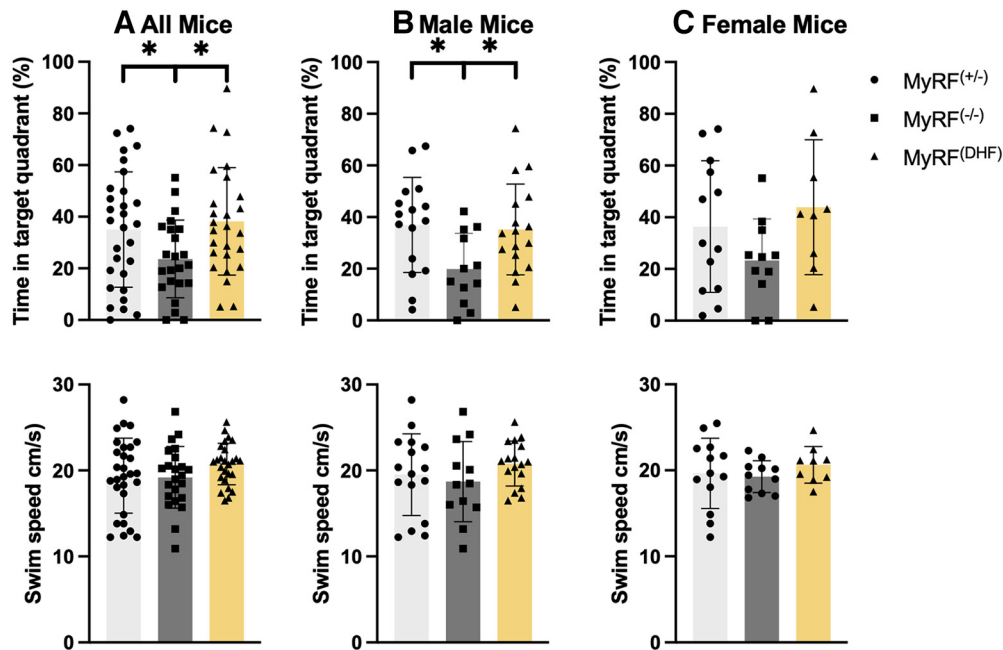 A All Mice
B Male Mice
C Female Mice
* *
* *
Time in target quadrant (%)
100
80
60
40
20
0
Time in target quadrant (%)
100
80
60
40
20
0
Time in target quadrant (%)
100
80
60
40
20
0
MyRF(+/-)
MyRF(-/-)
MyRF(DHF)
Swim speed cm/s
30
20
10
0
Swim speed cm/s
30
20
10
0
Swim speed cm/s
30
20
10
0